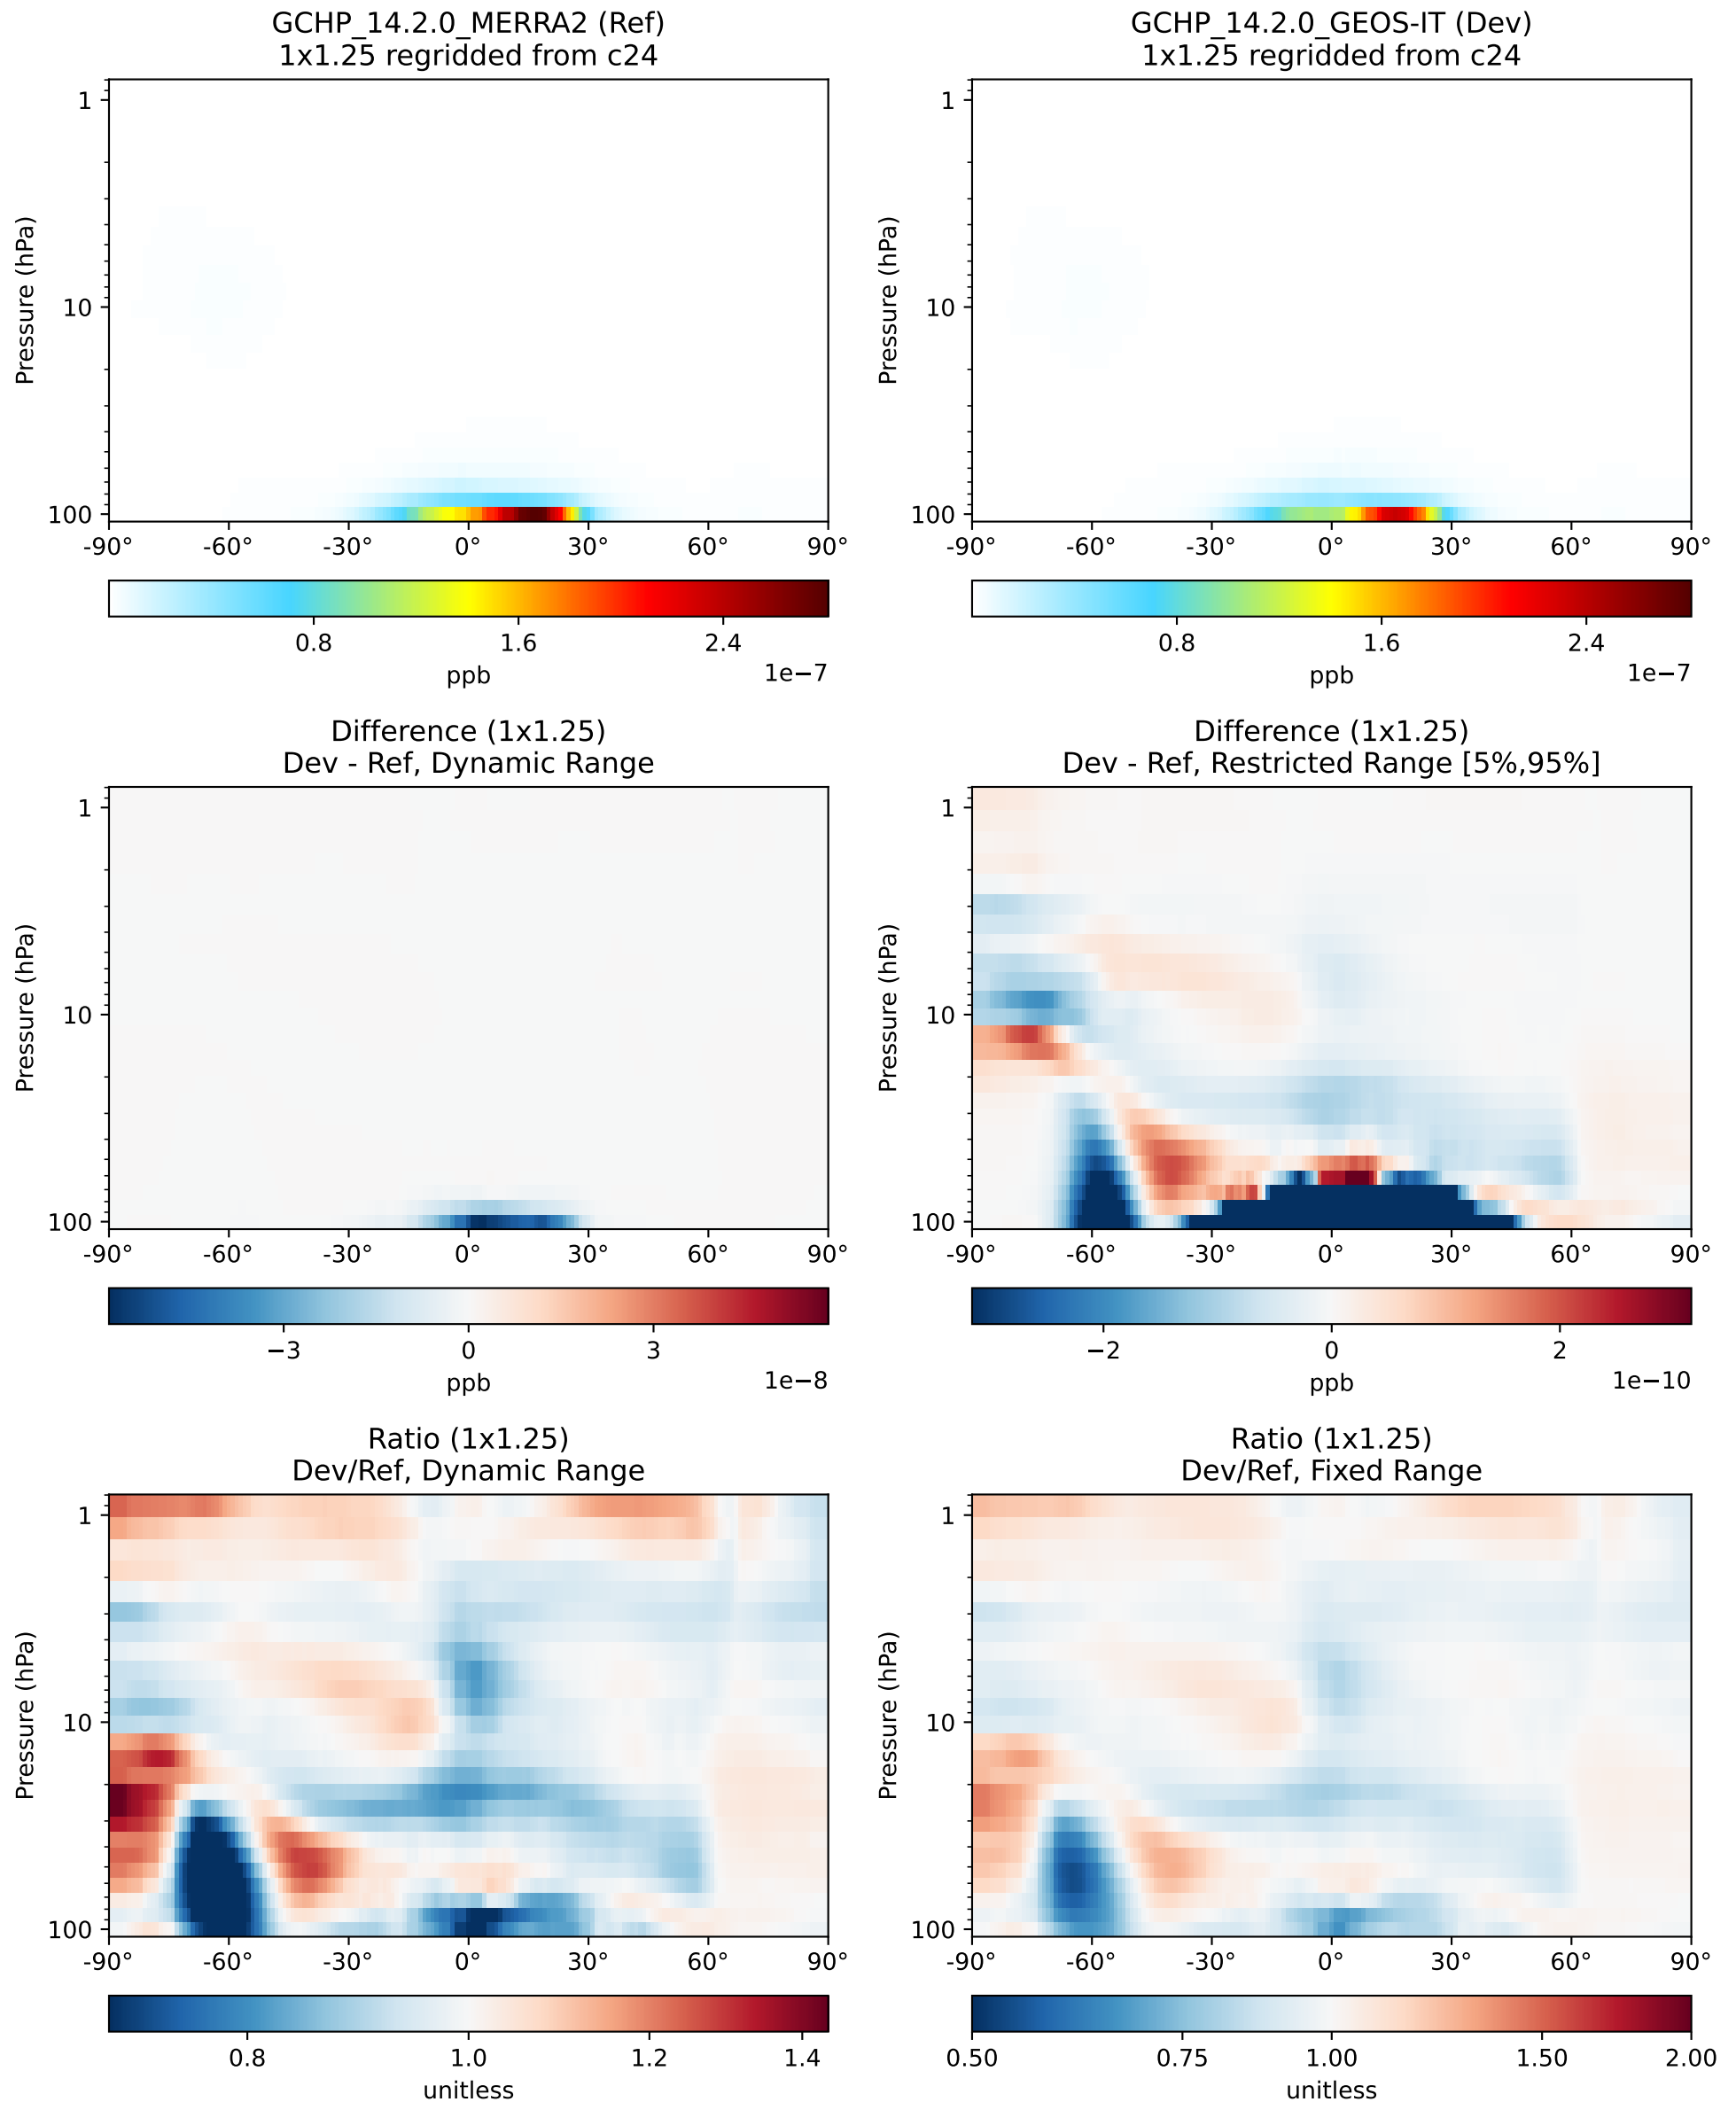 GCHP_14.2.0_MERRA2 (Ref)
1x1.25 regridded from c24
Pressure (hPa)
1
10
100
-90° -60° -30° 0° 30° 60° 90°
0.8 1.6 2.4
ppb
1e−7
GCHP_14.2.0_GEOS-IT (Dev)
1x1.25 regridded from c24
Pressure (hPa)
1
10
100
-90° -60° -30° 0° 30° 60° 90°
0.8 1.6 2.4
ppb
1e−7
Difference (1x1.25)
Dev - Ref, Dynamic Range
Pressure (hPa)
1
10
100
-90° -60° -30° 0° 30° 60° 90°
−3 0 3
ppb
1e−8
Difference (1x1.25)
Dev - Ref, Restricted Range [5%,95%]
Pressure (hPa)
1
10
100
-90° -60° -30° 0° 30° 60° 90°
−2 0 2
ppb
1e−10
Ratio (1x1.25)
Dev/Ref, Dynamic Range
Pressure (hPa)
1
10
100
-90° -60° -30° 0° 30° 60° 90°
0.8 1.0 1.2 1.4
unitless
Ratio (1x1.25)
Dev/Ref, Fixed Range
Pressure (hPa)
1
10
100
-90° -60° -30° 0° 30° 60° 90°
0.50 0.75 1.00 1.50 2.00
unitless